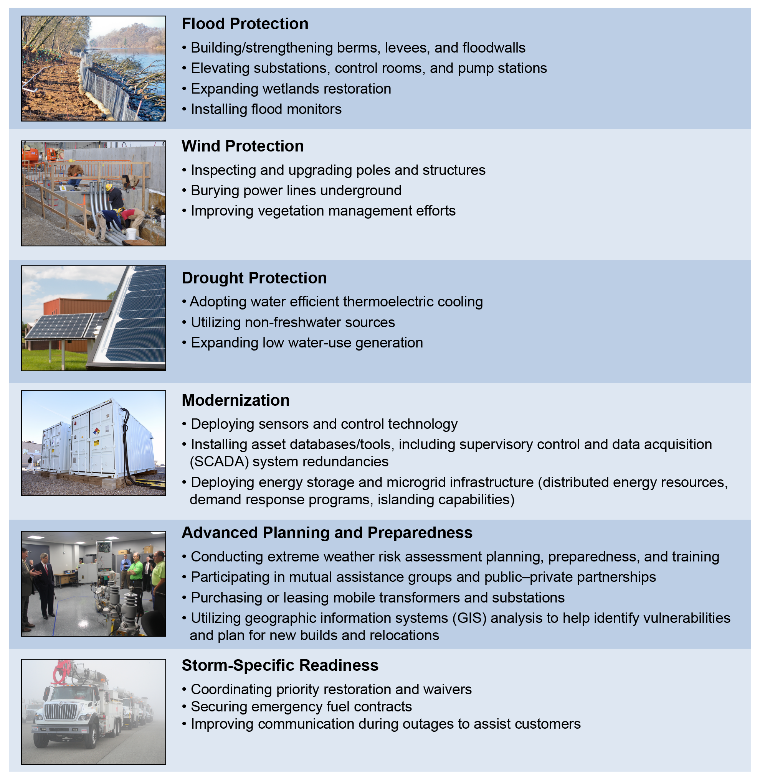 Flood Protection
• Building/strengthening berms, levees, and floodwalls
• Elevating substations, control rooms, and pump stations
• Expanding wetlands restoration
• Installing flood monitors
Wind Protection
• Inspecting and upgrading poles and structures
• Burying power lines underground
• Improving vegetation management efforts
Drought Protection
• Adopting water efficient thermoelectric cooling
• Utilizing non-freshwater sources
• Expanding low water-use generation
Modernization
• Deploying sensors and control technology
• Installing asset databases/tools, including supervisory control and data acquisition
(SCADA) system redundancies
• Deploying energy storage and microgrid infrastructure (distributed energy resources,
demand response programs, islanding capabilities)
Advanced Planning and Preparedness
• Conducting extreme weather risk assessment planning, preparedness, and training
• Participating in mutual assistance groups and public–private partnerships
• Purchasing or leasing mobile transformers and substations
• Utilizing geographic information systems (GIS) analysis to help identify vulnerabilities
and plan for new builds and relocations
Storm-Specific Readiness
• Coordinating priority restoration and waivers
• Securing emergency fuel contracts
• Improving communication during outages to assist customers